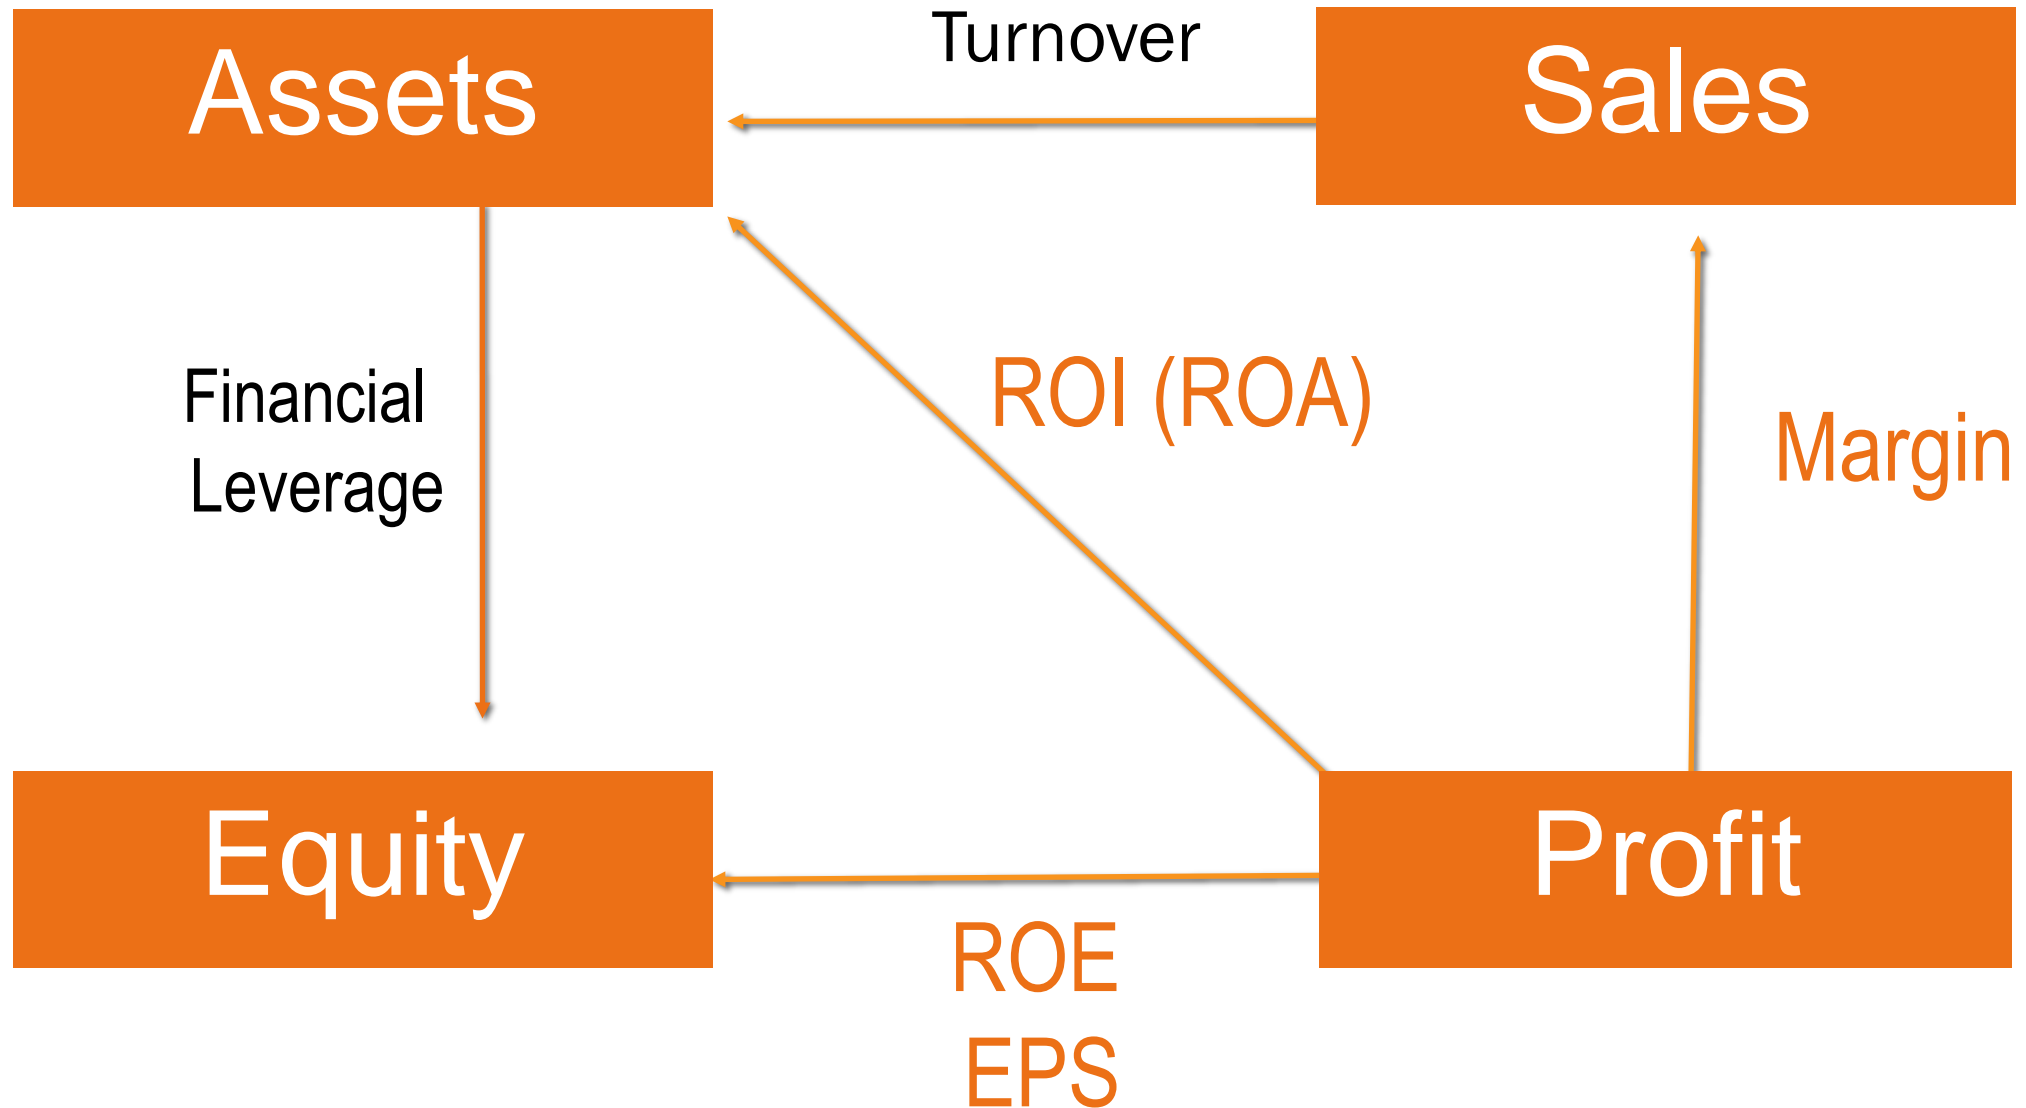 Assets
Turnover
Sales
Financial
Leverage
ROI (ROA)
Margin
Equity
Profit
ROE
EPS